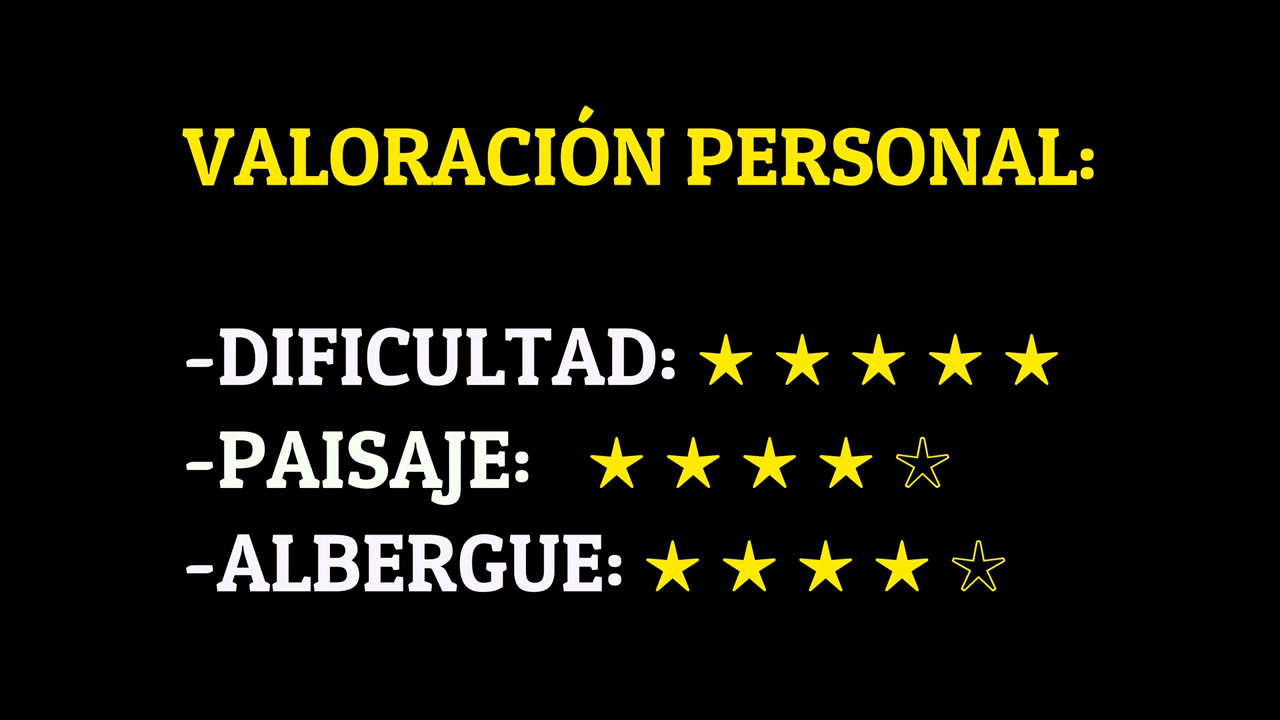 VALORACIÓN PERSONAL:
-DIFICULTAD: ★ ★ ★ ★ ★
-PAISAJE: ★ ★ ★ ★ ☆
-ALBERGUE: ★ ★ ★ ★ ☆